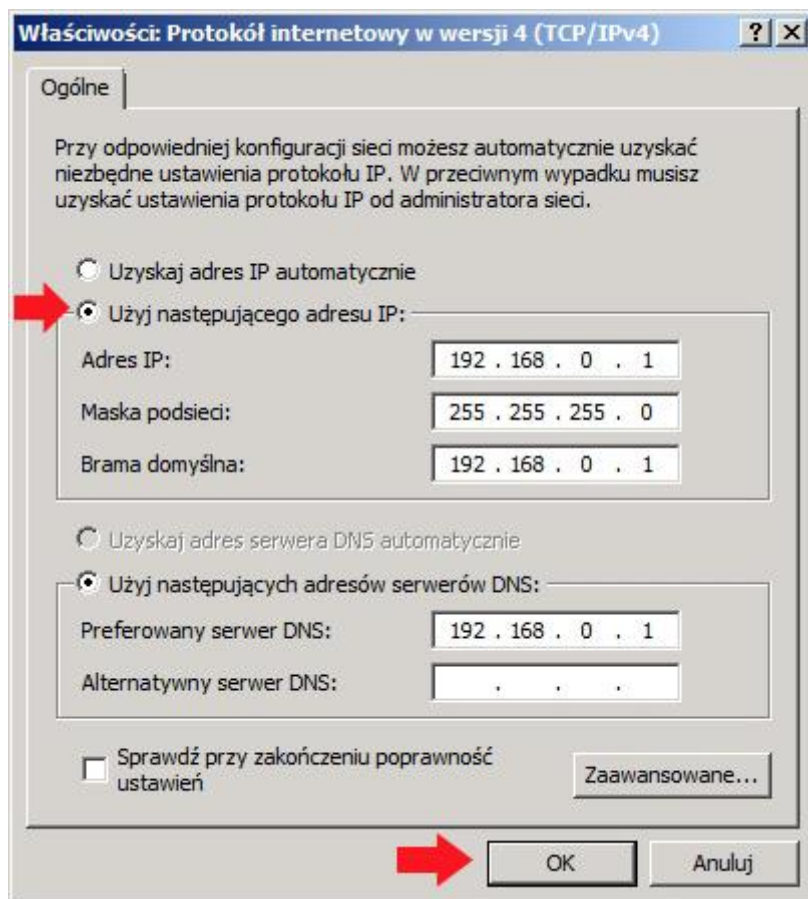 Właściwości: Protokół internetowy w wersji 4 (TCP/IPv4)
Ogólne
Przy odpowiedniej konfiguracji sieci możesz automatycznie uzyskać
niezbędne ustawienia protokołu IP. W przeciwnym wypadku musisz
uzyskać ustawienia protokołu IP od administratora sieci.
Uzyskaj adres IP automatycznie
Użyj następującego adresu IP:
Adres IP: 192 . 168 . 0 . 1
Maska podsieci: 255 . 255 . 255 . 0
Brama domyślna: 192 . 168 . 0 . 1
Uzyskaj adres serwera DNS automatycznie
Użyj następujących adresów serwerów DNS:
Preferowany serwer DNS: 192 . 168 . 0 . 1
Alternatywny serwer DNS: . . .
Sprawdź przy zakończeniu poprawność
ustawień
Zaawansowane...
OK Anuluj